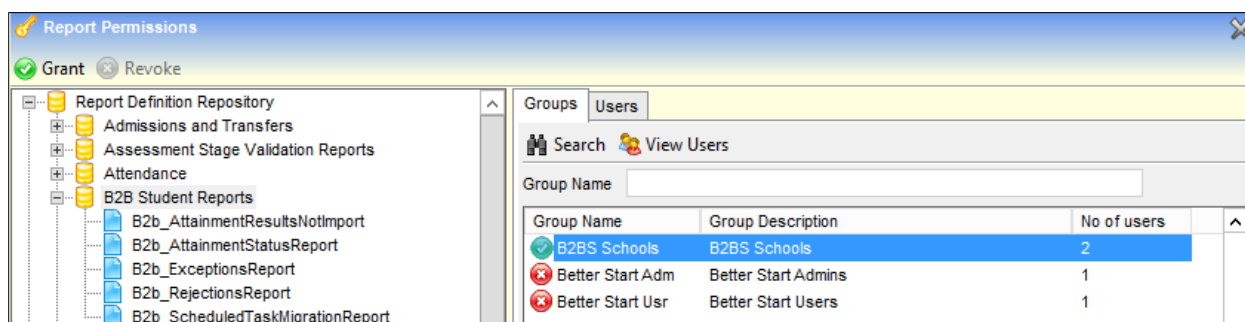 Report Permissions
Grant Revoke
Report Definition Repository
Admissions and Transfers
Assessment Stage Validation Reports
Attendance
B2B Student Reports
B2b_AttainmentResultsNotImport
B2b_AttainmentStatusReport
B2b_ExceptionsReport
B2b_RejectionsReport
B2b_ScheduledTaskMigrationReport
Groups Users
Search View Users
Group Name
Group Name Group Description No of users
B2BS Schools B2BS Schools 2
Better Start Adm Better Start Admins 1
Better Start Usr Better Start Users 1